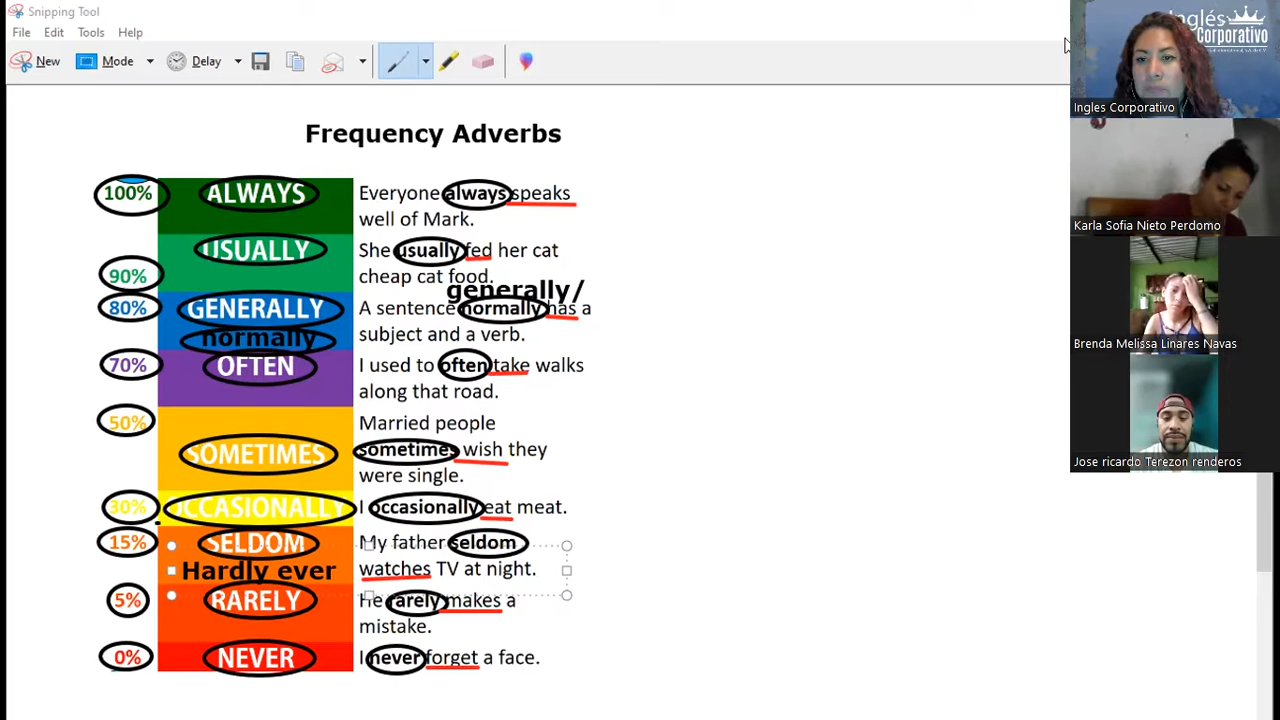 Snipping Tool
File Edit Tools Help
New Mode Delay
Frequency Adverbs
100% ALWAYS Everyone always speaks
well of Mark.
USUALLY She usually fed her cat
90% cheap cat food.
generally/
80% GENERALLY A sentence normally has a
normally subject and a verb.
70% OFTEN I used to often take walks
along that road.
50% Married people
SOMETIMES sometimes wish they
were single.
30% OCCASIONALLY I occasionally eat meat.
15% SELDOM My father seldom
Hardly ever watches TV at night.
5% RARELY He rarely makes a
mistake.
0% NEVER I never forget a face.
Inglés
Corporativo
Ingles Corporativo
Karla Sofia Nieto Perdomo
Brenda Melissa Linares Navas
Jose ricardo Terezon renderos